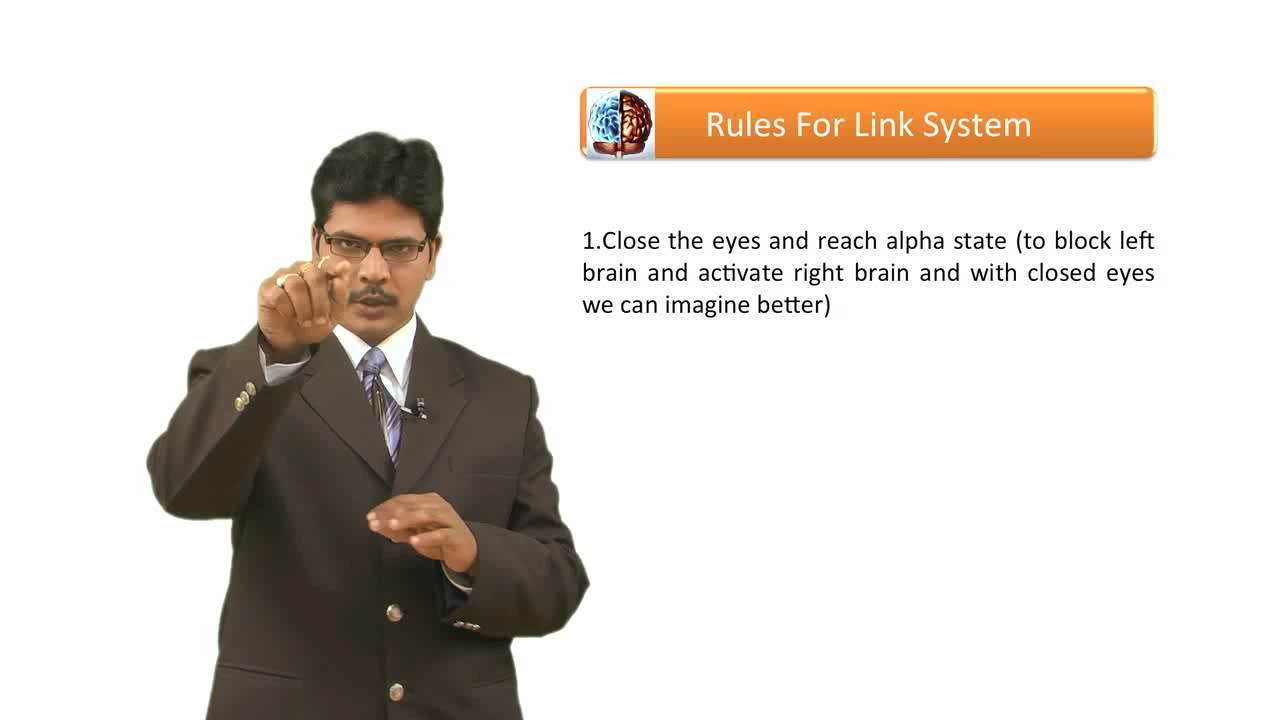 Rules For Link System
1.Close the eyes and reach alpha state (to block left
brain and activate right brain and with closed eyes
we can imagine better)